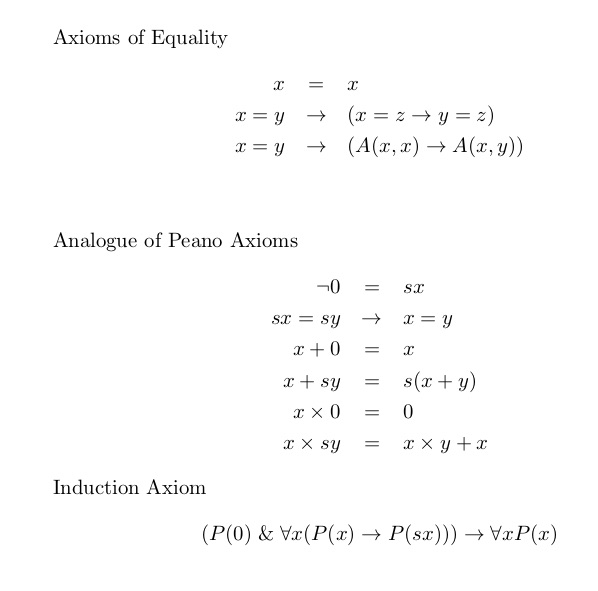 Axioms of Equality
x = x
x = y → (x = z → y = z)
x = y → (A(x, x) → A(x, y))
Analogue of Peano Axioms
¬0 = sx
sx = sy → x = y
x + 0 = x
x + sy = s(x + y)
x × 0 = 0
x × sy = x × y + x
Induction Axiom
(P(0) & ∀x(P(x) → P(sx))) → ∀xP(x)